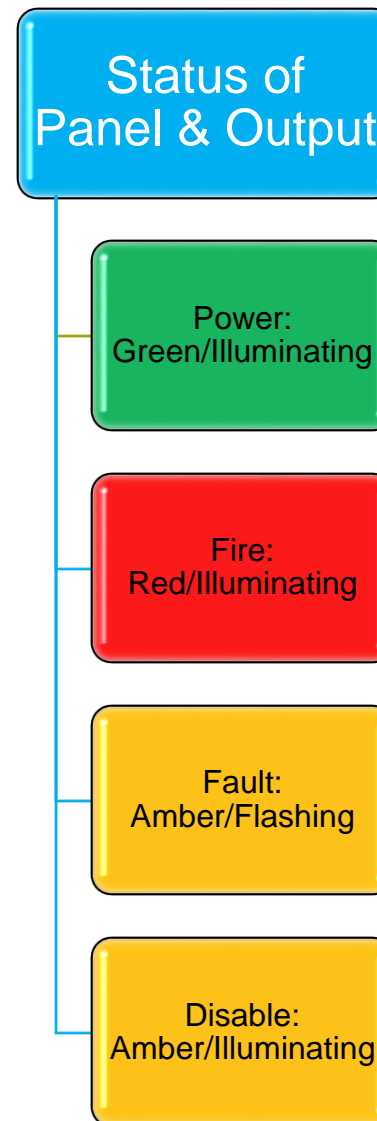 Status of
Panel & Output
Power:
Green/Illuminating
Fire:
Red/Illuminating
Fault:
Amber/Flashing
Disable:
Amber/Illuminating